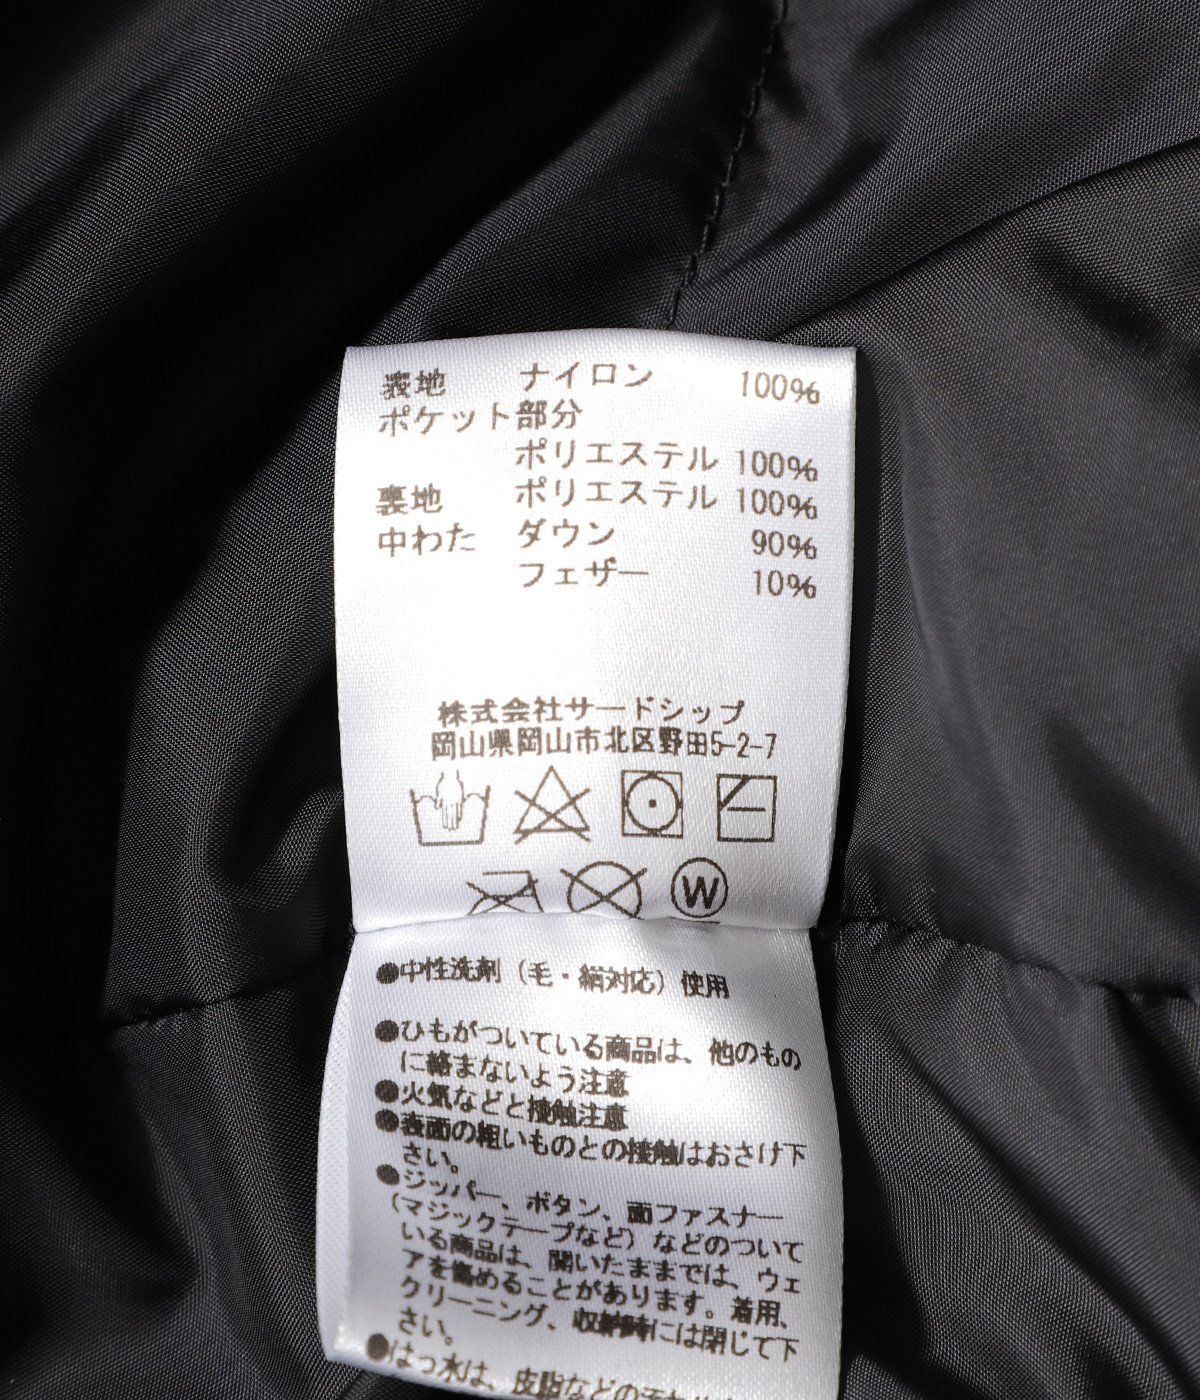 表地 ナイロン 100%
ポケット部分
ポリエステル 100%
裏地 ポリエステル 100%
中わた ダウン 90%
フェザー 10%
株式会社サードシップ
岡山県岡山市北区野田5-2-7
W
●中性洗剤（毛・絹対応）使用
●ひもがついている商品は、他のもの
に絡まないよう注意
●火気などと接触注意
●表面の粗いものとの接触はおさけ下
さい。
●ジッパー、ボタン、面ファスナー
（マジックテープなど）などのついて
いる商品は、開いたままでは、ウェ
アを傷めることがあります。着用、
クリーニング、収納時には閉じて下
さい。
●はっ水は、皮脂などの